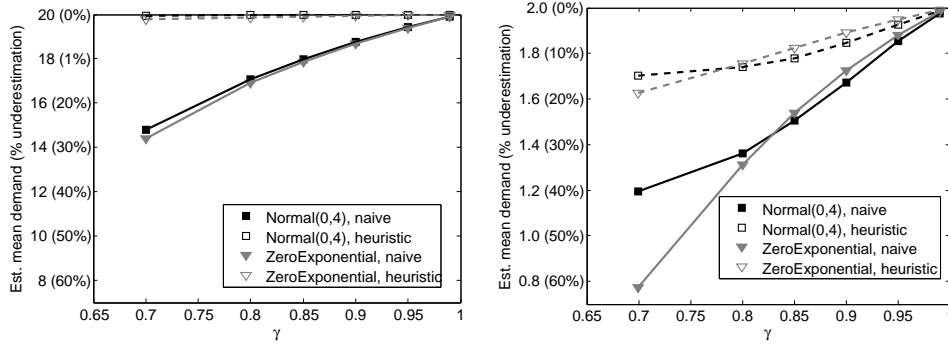 Est. mean demand (% underestimation)
20 (0%)
18 (1%)
16 (20%)
14 (30%)
12 (40%)
10 (50%)
8 (60%)
Normal(0,4), naive
Normal(0,4), heuristic
ZeroExponential, naive
ZeroExponential, heuristic
0.65 0.7 0.75 0.8 0.85 0.9 0.95 1
γ
Est. mean demand (% underestimation)
2.0 (0%)
1.8 (10%)
1.6 (20%)
1.4 (30%)
1.2 (40%)
1.0 (50%)
0.8 (60%)
Normal(0,4), naive
Normal(0,4), heuristic
ZeroExponential, naive
ZeroExponential, heuristic
0.65 0.7 0.75 0.8 0.85 0.9 0.95
γ